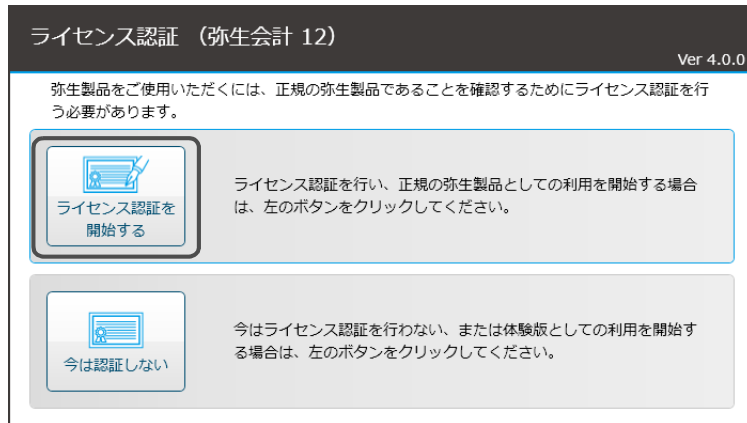 ライセンス認証 （弥生会計 12）
Ver 4.0.0
弥生製品をご使用いただくには、正規の弥生製品であることを確認するためにライセンス認証を行
う必要があります。
ライセンス認証を
開始する
ライセンス認証を行い、正規の弥生製品としての利用を開始する場合
は、左のボタンをクリックしてください。
今は認証しない
今はライセンス認証を行わない、または体験版としての利用を開始す
る場合は、左のボタンをクリックしてください。